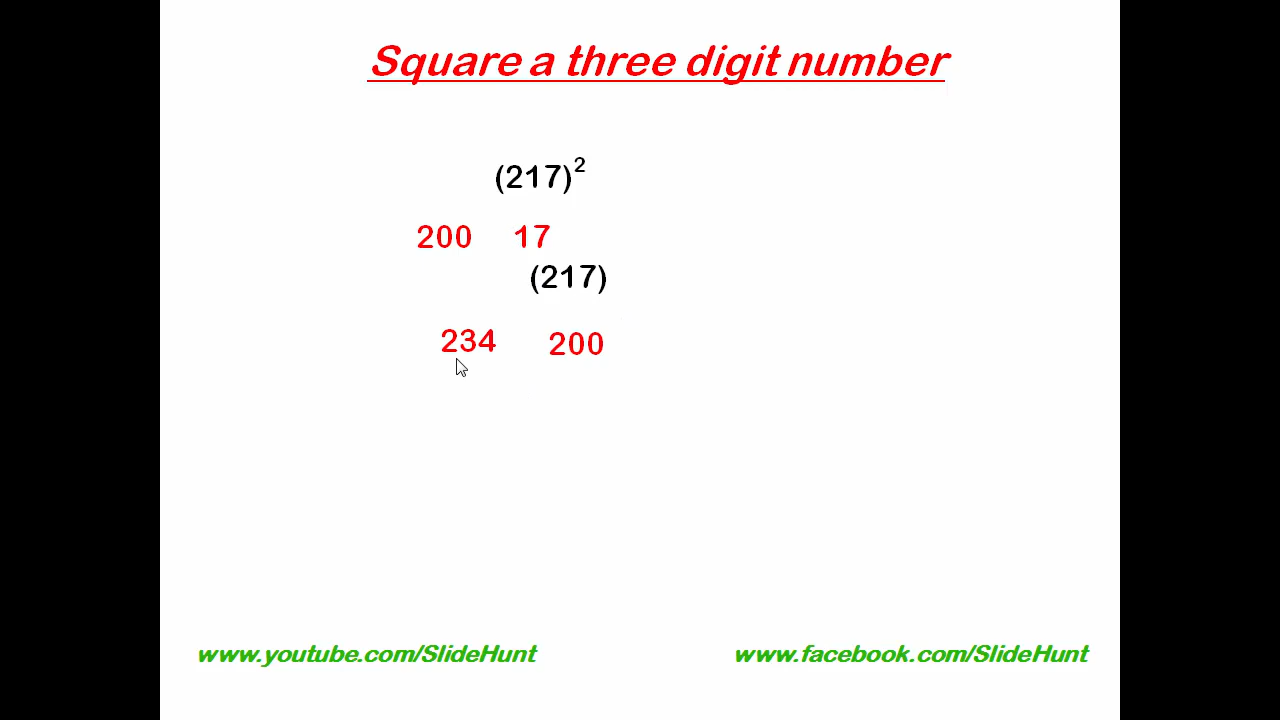 Square a three digit number
(217)²
200 17
(217)
234 200
www.youtube.com/SlideHunt
www.facebook.com/SlideHunt